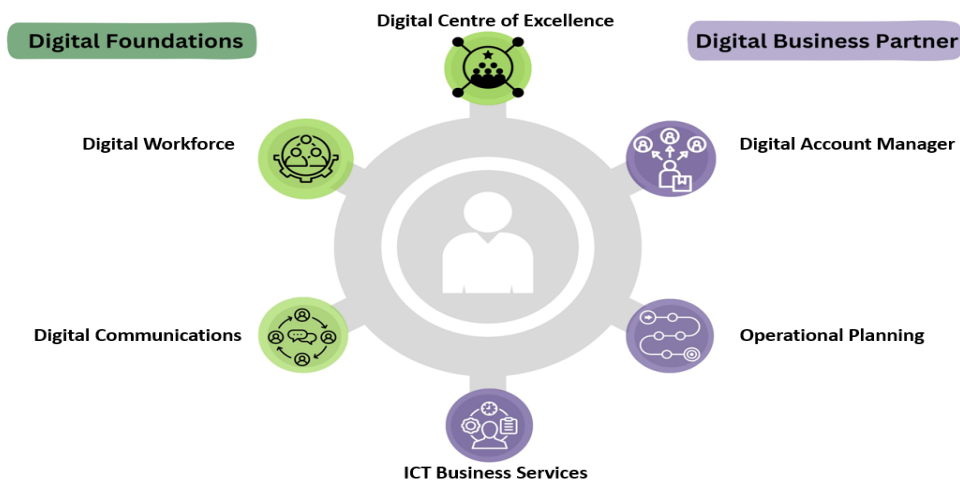 Digital Centre of Excellence
Digital Foundations
Digital Business Partner
Digital Workforce
Digital Account Manager
Digital Communications
Operational Planning
ICT Business Services